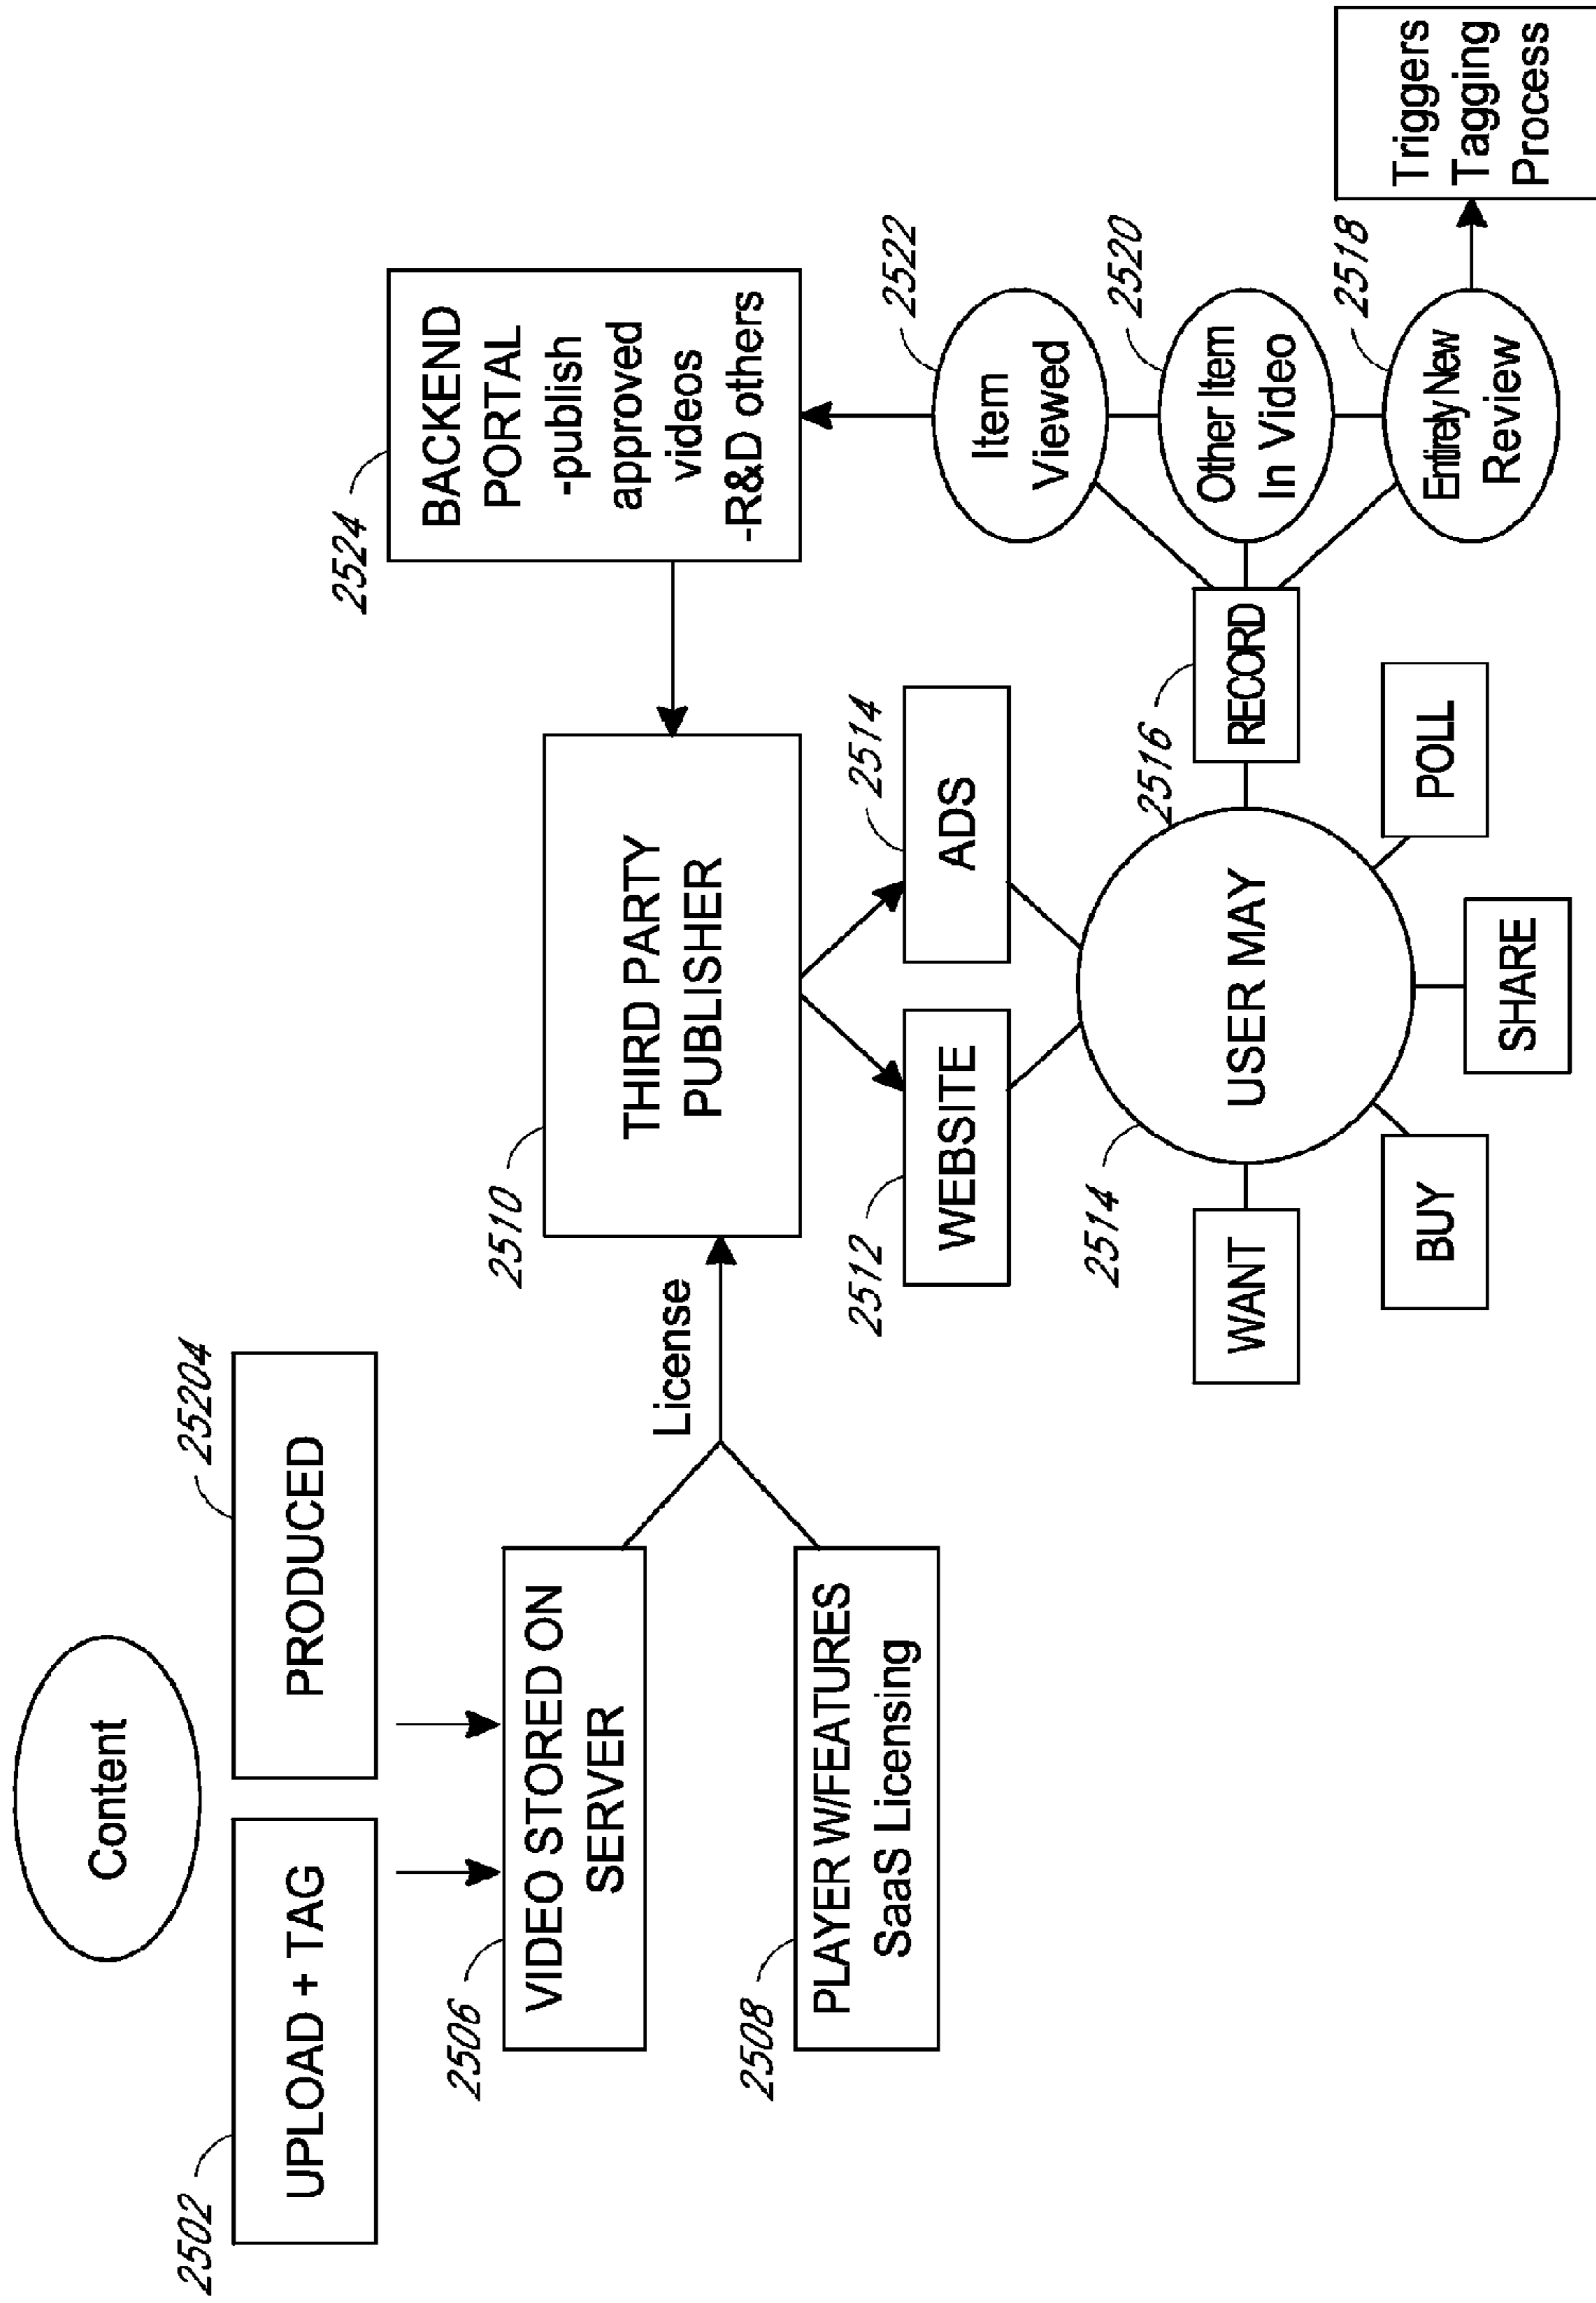 Content
2502
UPLOAD + TAG
25204
PRODUCED
2506
VIDEO STORED ON
SERVER
2508
PLAYER W/FEATURES
SaaS Licensing
License
2510
THIRD PARTY
PUBLISHER
2524
BACKEND
PORTAL
-publish
approved
videos
-R&D others
2512
WEBSITE
2514
ADS
2514
USER MAY
WANT
BUY
SHARE
POLL
2516
RECORD
2522
Item
Viewed
2520
Other Item
In Video
2518
Entirely New
Review
Triggers
Tagging
Process